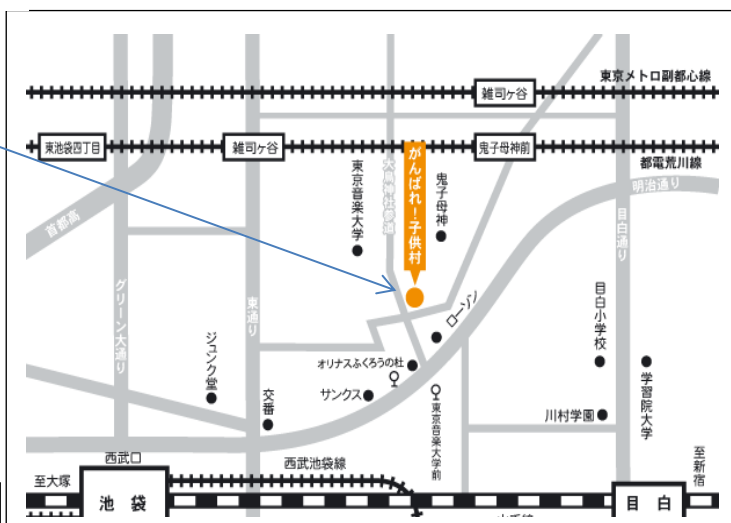 東京メトロ副都心線
雑司ヶ谷
東池袋四丁目
雑司ヶ谷
鬼子母神前
都電荒川線
がんばれ！子供村
大鳥神社参道
東京音楽大学
鬼子母神
明治通り
首都高
目白通り
グリーン大通り
東通り
ローソン
目白小学校
ジュンク堂
オリナスふくろうの杜
サンクス
交番
東京音楽大学前
川村学園
学習院大学
西武口
西武池袋線
至大塚
至新宿
池袋
目白